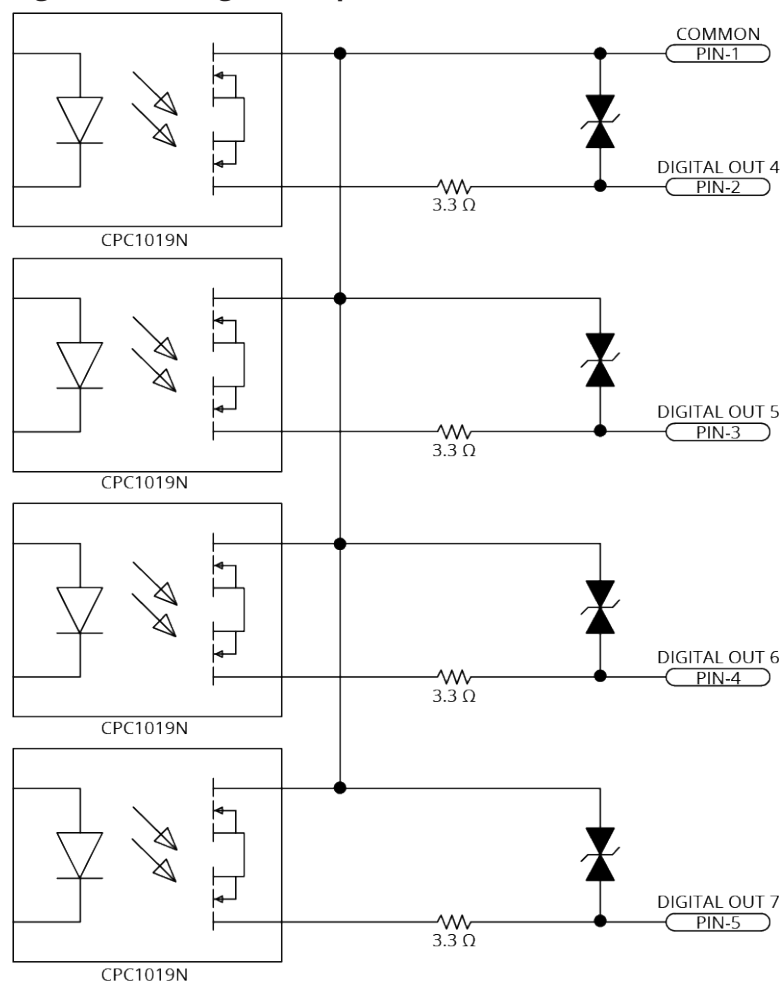 COMMON
PIN-1
DIGITAL OUT 4
PIN-2
3.3 Ω
CPC1019N
DIGITAL OUT 5
PIN-3
3.3 Ω
CPC1019N
DIGITAL OUT 6
PIN-4
3.3 Ω
CPC1019N
DIGITAL OUT 7
PIN-5
3.3 Ω
CPC1019N